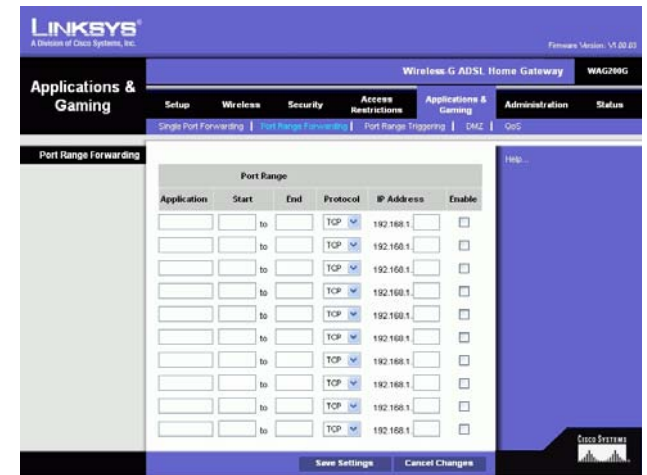 LINKSYS®
A Division of Cisco Systems, Inc.
Firmware Version: V1.00.03
Wireless-G ADSL Home Gateway WAG200G
Applications & Gaming
Setup Wireless Security Access Restrictions Applications & Gaming Administration Status
Single Port Forwarding | Port Range Forwarding | Port Range Triggering | DMZ | QoS
Port Range Forwarding
Help...
Port Range
Application Start End Protocol IP Address Enable
to TCP 192.168.1.
to TCP 192.168.1.
to TCP 192.168.1.
to TCP 192.168.1.
to TCP 192.168.1.
to TCP 192.168.1.
to TCP 192.168.1.
to TCP 192.168.1.
to TCP 192.168.1.
to TCP 192.168.1.
Save Settings Cancel Changes
CISCO SYSTEMS